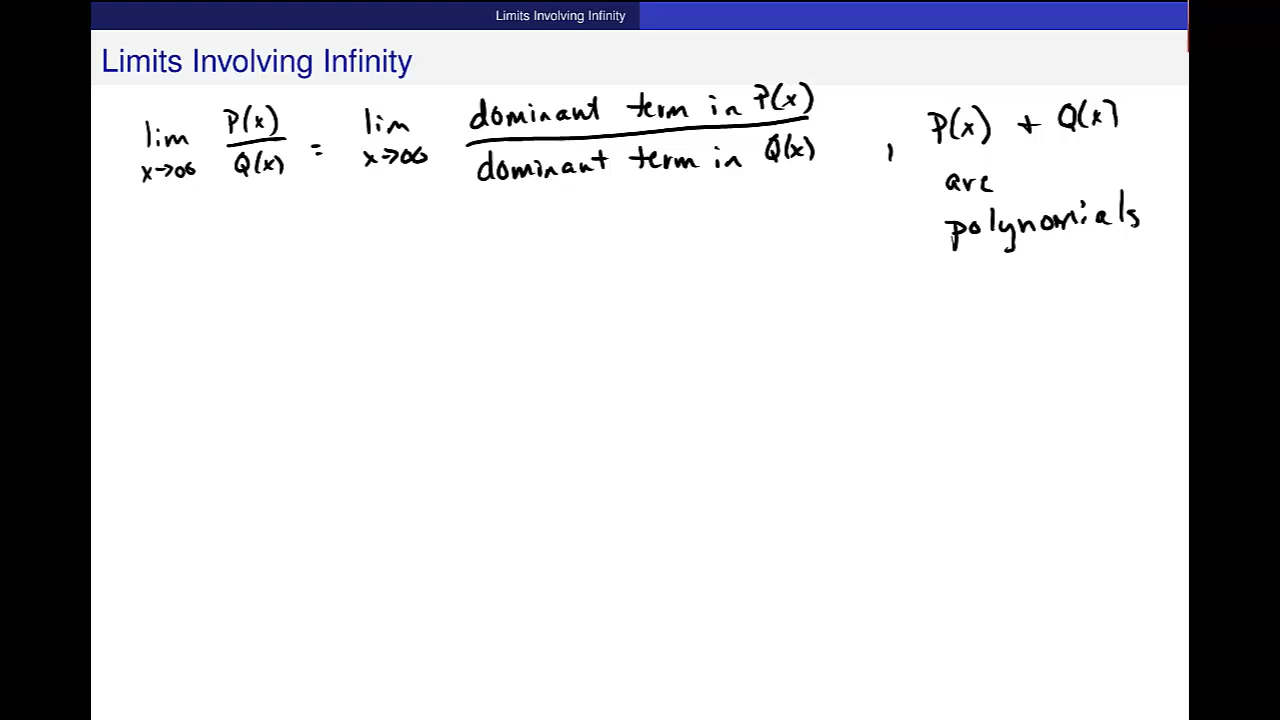 Limits Involving Infinity
Limits Involving Infinity
lim x→∞ P(x)/Q(x) = lim x→∞ dominant term in P(x) / dominant term in Q(x) , P(x) + Q(x)
are
polynomials